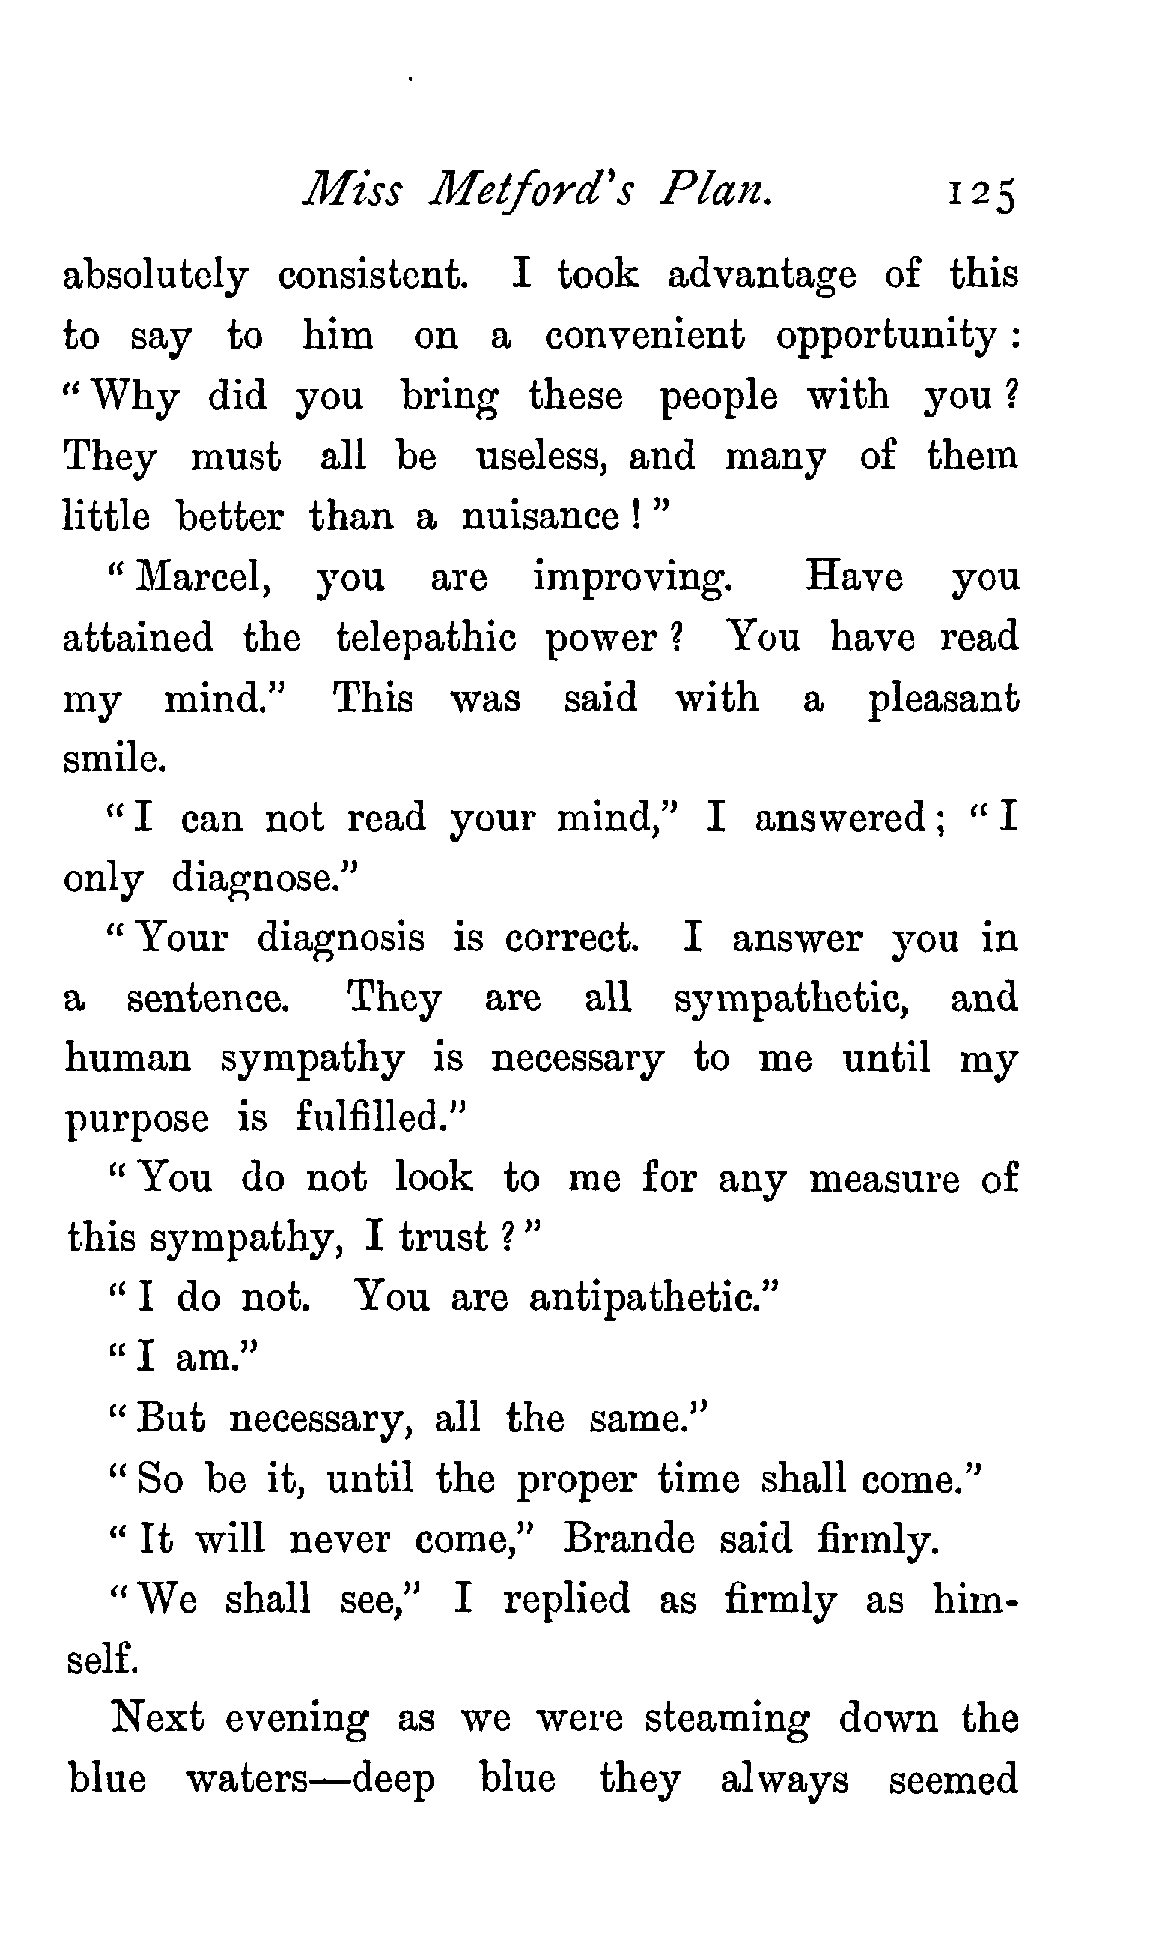 Miss Metford's Plan. 125
absolutely consistent. I took advantage of this
to say to him on a convenient opportunity :
“ Why did you bring these people with you ?
They must all be useless, and many of them
little better than a nuisance ! ”
“ Marcel, you are improving. Have you
attained the telepathic power ? You have read
my mind.” This was said with a pleasant
smile.
“ I can not read your mind,” I answered ; “ I
only diagnose.”
“ Your diagnosis is correct. I answer you in
a sentence. They are all sympathetic, and
human sympathy is necessary to me until my
purpose is fulfilled.”
“ You do not look to me for any measure of
this sympathy, I trust ? ”
“ I do not. You are antipathetic.”
“ I am.”
“ But necessary, all the same.”
“ So be it, until the proper time shall come.”
“ It will never come,” Brande said firmly.
“ We shall see,” I replied as firmly as him-
self.
Next evening as we were steaming down the
blue waters—deep blue they always seemed